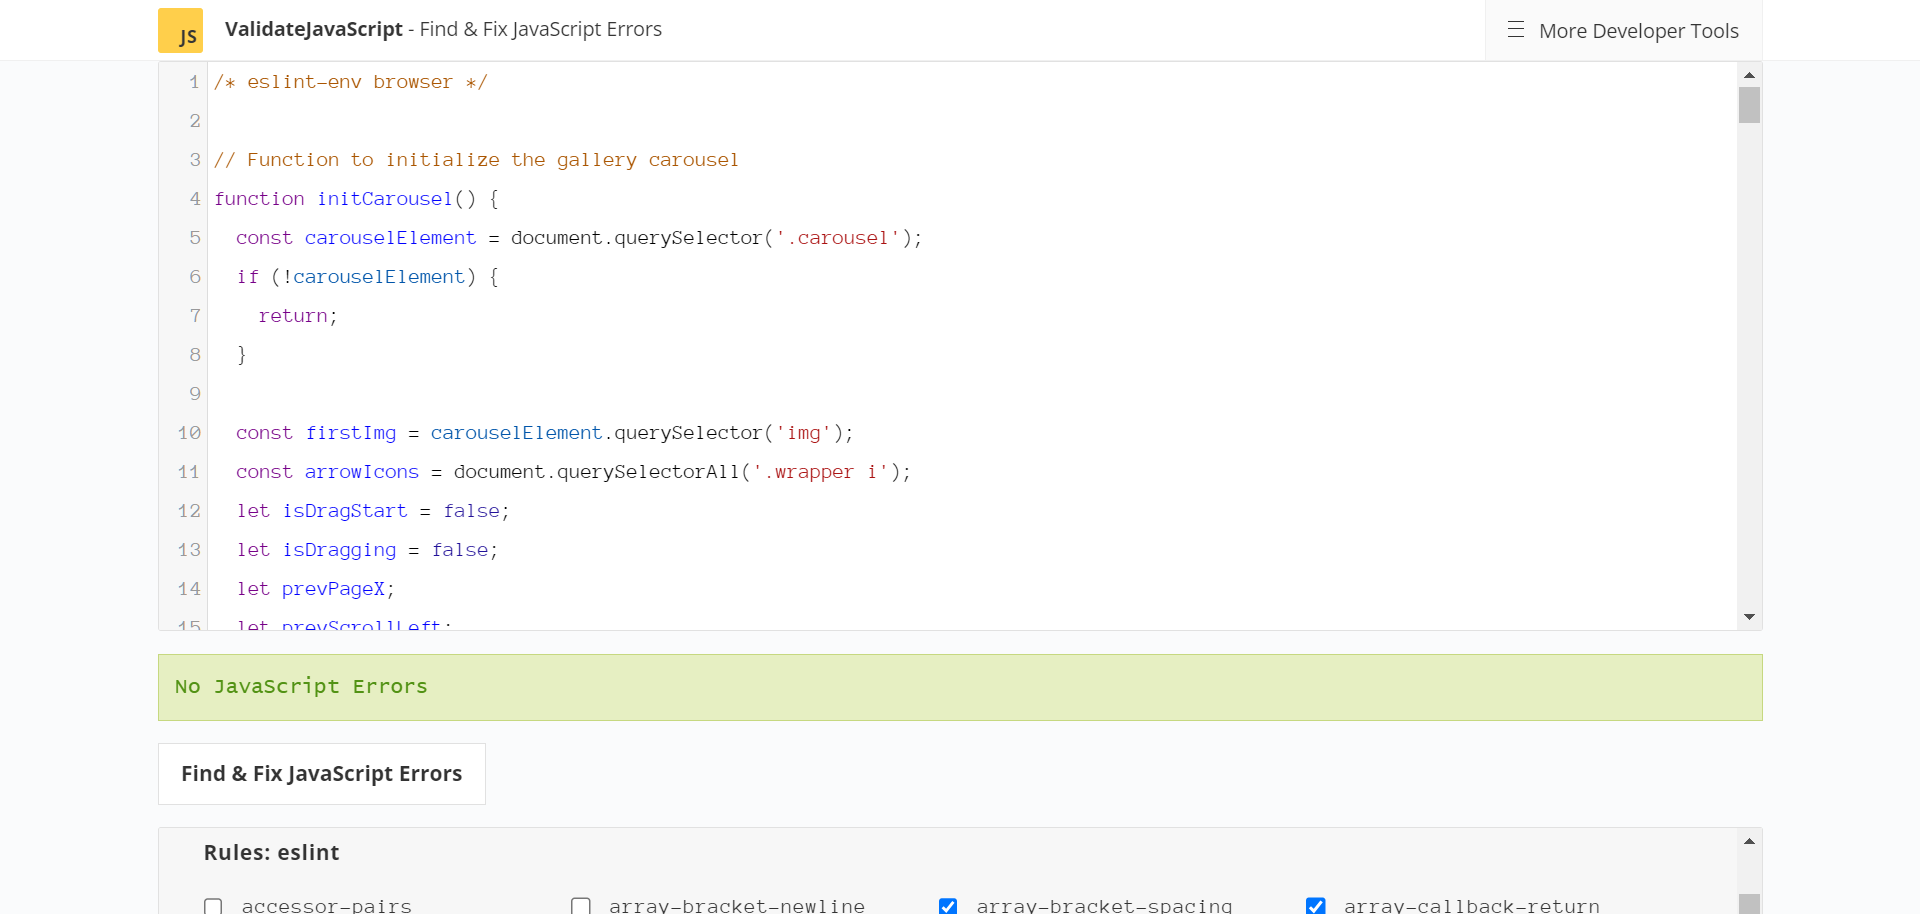 JS ValidateJavaScript - Find & Fix JavaScript Errors
More Developer Tools
1 /* eslint-env browser */
2
3 // Function to initialize the gallery carousel
4 function initCarousel() {
5 const carouselElement = document.querySelector('.carousel');
6 if (!carouselElement) {
7 return;
8 }
9
10 const firstImg = carouselElement.querySelector('img');
11 const arrowIcons = document.querySelectorAll('.wrapper i');
12 let isDragStart = false;
13 let isDragging = false;
14 let prevPageX;
15 let prevScrollLeft;
No JavaScript Errors
Find & Fix JavaScript Errors
Rules: eslint
accessor-pairs array-bracket-newline array-bracket-spacing array-callback-return